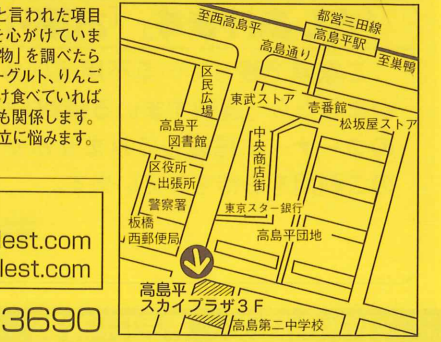 と言われた項目
を心がけていま
物」を調べたら
ーグルト、りんご
け食べていれば
も関係します。
立に悩みます。
lest.com
lest.com
3690
至西高島平
都営三田線
高島平駅
至巣鴨
高島通り
区民広場
東武ストア
壱番館
松坂屋ストア
高島平
図書館
中央商店街
区役所
出張所
警察署
東京スター銀行
板橋
西郵便局
高島平団地
高島平
スカイプラザ3F
高島第二中学校